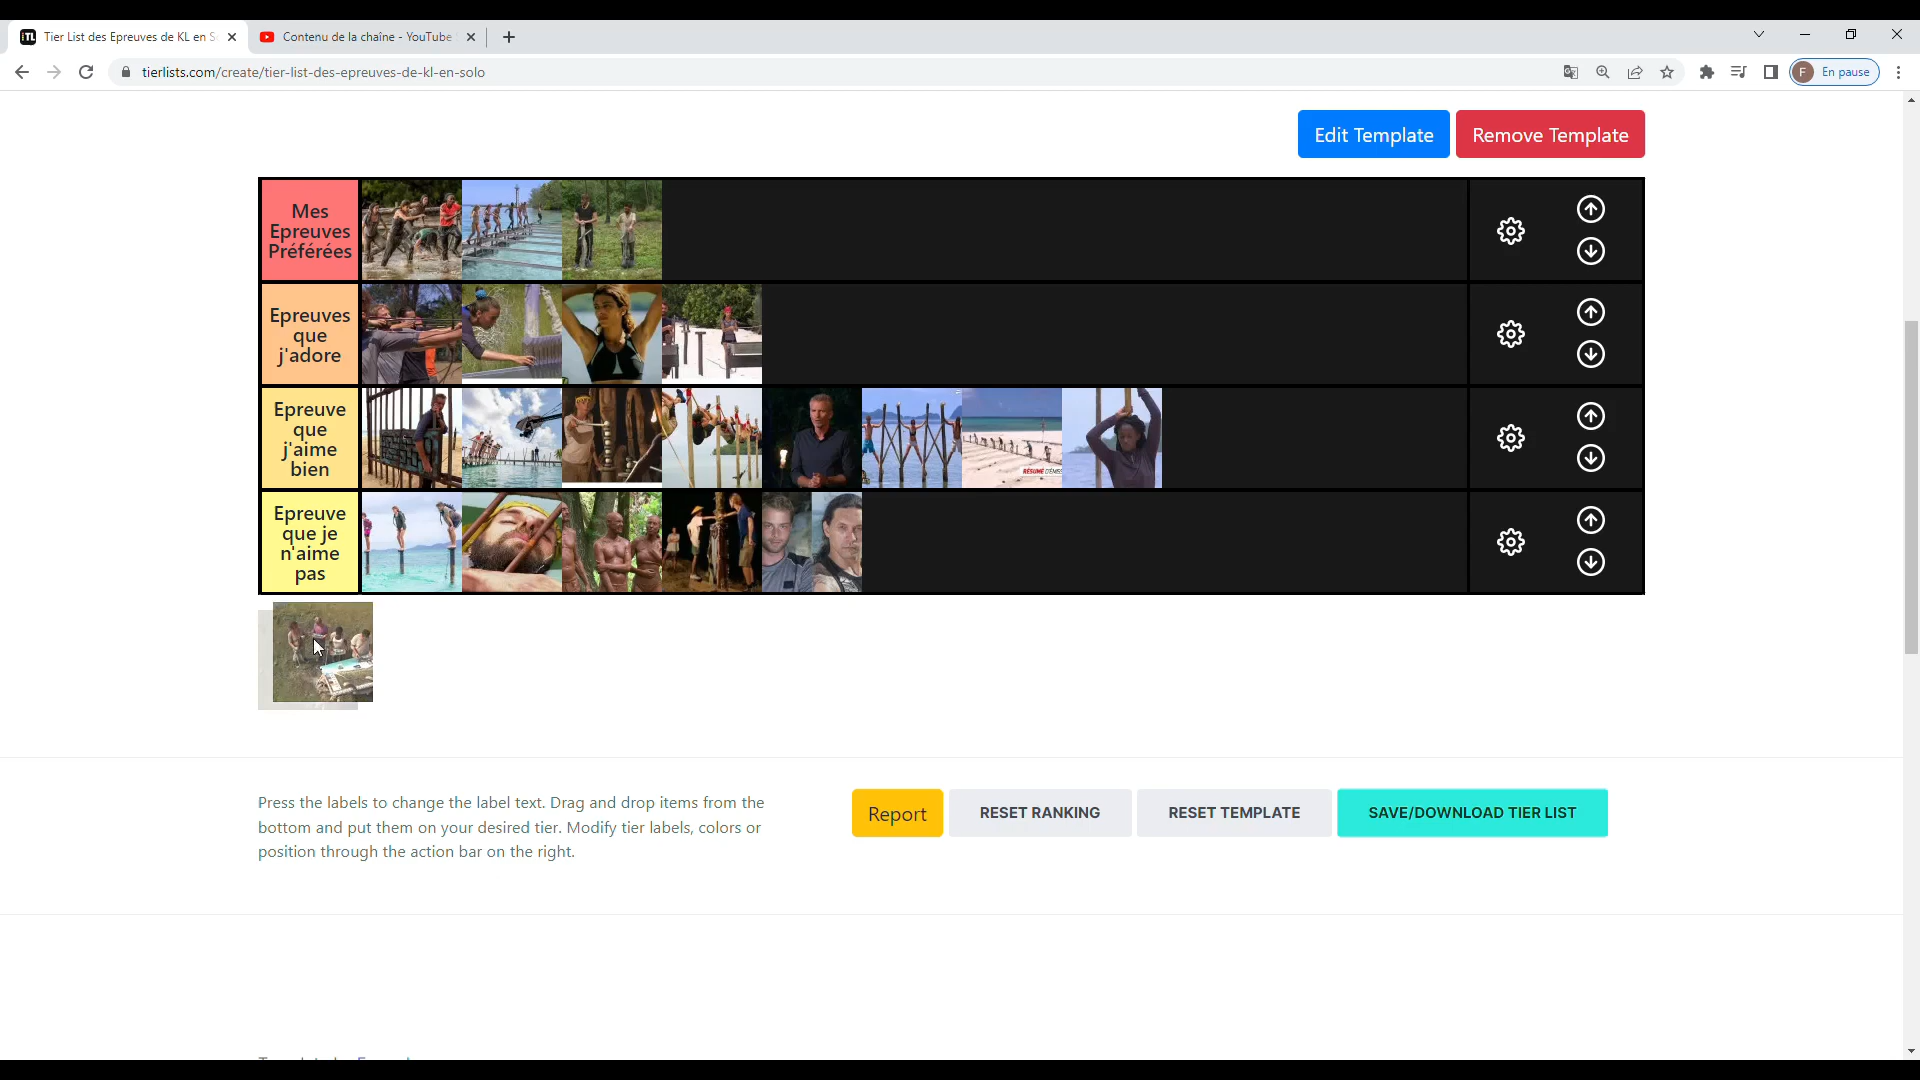 Tier List des Epreuves de KL en S
Contenu de la chaîne - YouTube
tierlists.com/create/tier-list-des-epreuves-de-kl-en-solo
F
En pause
Edit Template
Remove Template
Mes
Epreuves
Préférées
Epreuves
que
j'adore
Epreuve
que
j'aime
bien
RÉSUMÉ
Epreuve
que je
n'aime
pas
Press the labels to change the label text. Drag and drop items from the
bottom and put them on your desired tier. Modify tier labels, colors or
position through the action bar on the right.
Report
RESET RANKING
RESET TEMPLATE
SAVE/DOWNLOAD TIER LIST